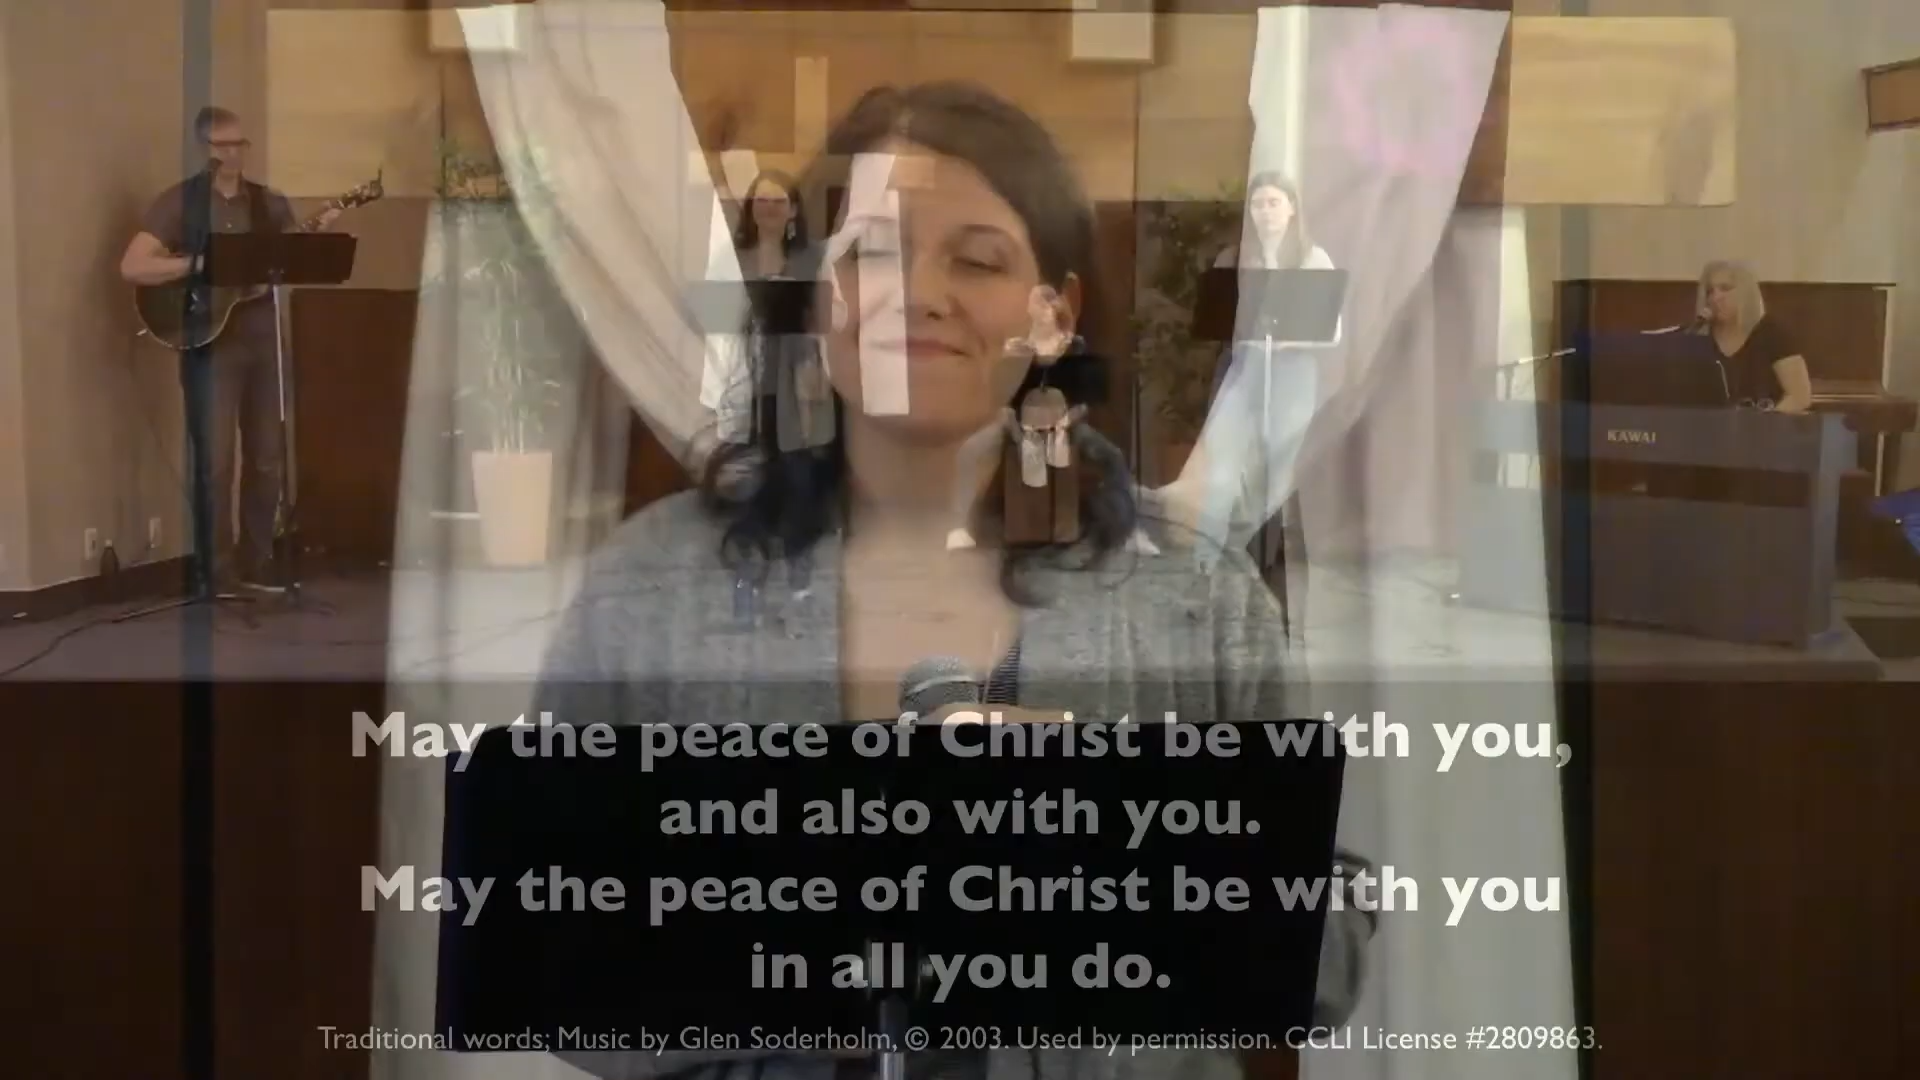 KAWAI
May the peace of Christ be with you,
and also with you.
May the peace of Christ be with you
in all you do.
Traditional words; Music by Glen Soderholm, © 2003. Used by permission. CCLI License #2809863.